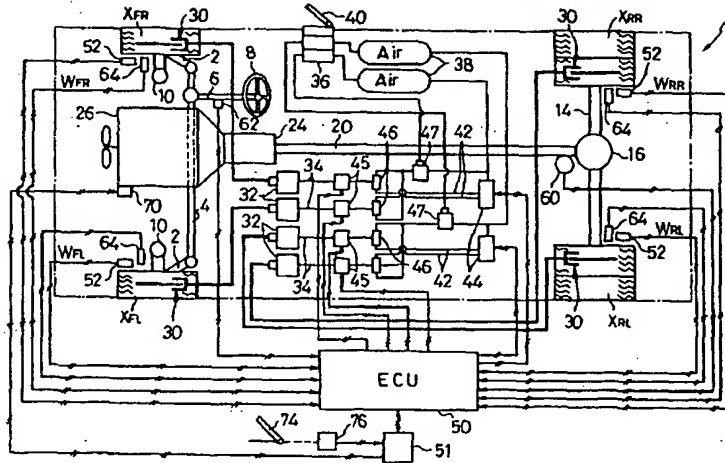 XFR 30 40 XRR
52 2 30
64 8 Air 52
WFR 6 36 38 WRR
10 Air 14 64
26 62 24 20 46 47 16
32 34 45 42 60
70 47
4 64
WFL 10 32 WRL
64 2 52
52 34 45 46 42 44
XFL 30 30 XRL
ECU
74 76 50
51